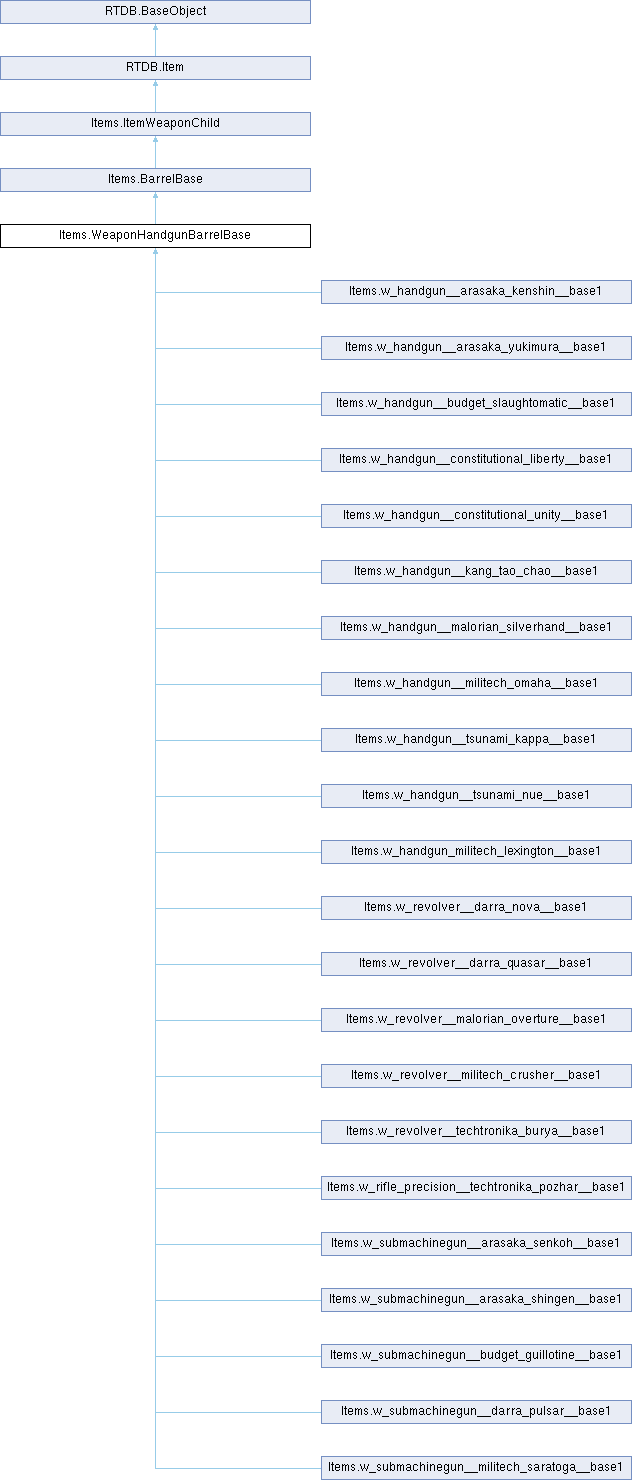 RTDB.BaseObject
RTDB.Item
Items.ItemWeaponChild
Items.BarrelBase
Items.WeaponHandgunBarrelBase
Items.w_handgun__arasaka_kenshin__base1
Items.w_handgun__arasaka_yukimura__base1
Items.w_handgun__budget_slaughtomatic__base1
Items.w_handgun__constitutional_liberty__base1
Items.w_handgun__constitutional_unity__base1
Items.w_handgun__kang_tao_chao__base1
Items.w_handgun__malorian_silverhand__base1
Items.w_handgun__militech_omaha__base1
Items.w_handgun__tsunami_kappa__base1
Items.w_handgun__tsunami_nue__base1
Items.w_handgun_militech_lexington__base1
Items.w_revolver__darra_nova__base1
Items.w_revolver__darra_quasar__base1
Items.w_revolver__malorian_overture__base1
Items.w_revolver__militech_crusher__base1
Items.w_revolver__techtronika_burya__base1
Items.w_rifle_precision__techtronika_pozhar__base1
Items.w_submachinegun__arasaka_senkoh__base1
Items.w_submachinegun__arasaka_shingen__base1
Items.w_submachinegun__budget_guillotine__base1
Items.w_submachinegun__darra_pulsar__base1
Items.w_submachinegun__militech_saratoga__base1